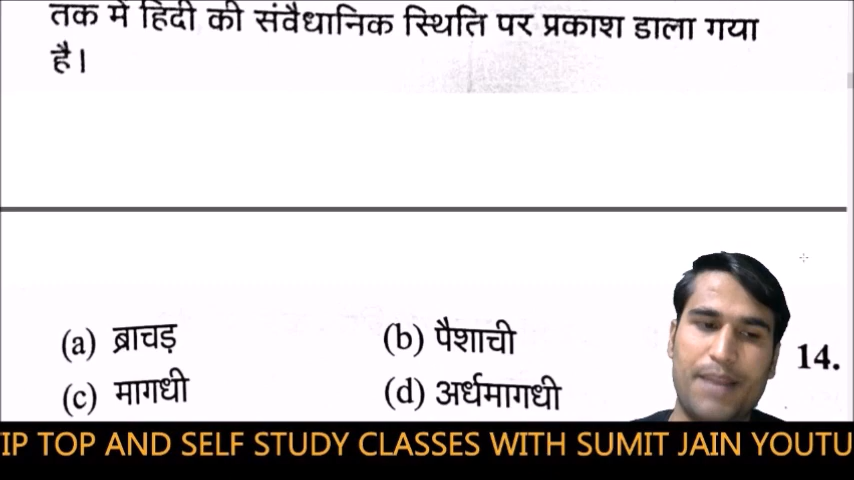 तक में हिंदी की संवैधानिक स्थिति पर प्रकाश डाला गया
है।
(a) ब्राचड़
(b) पैशाची
14.
(c) मागधी
(d) अर्धमागधी
IP TOP AND SELF STUDY CLASSES WITH SUMIT JAIN YOUTU